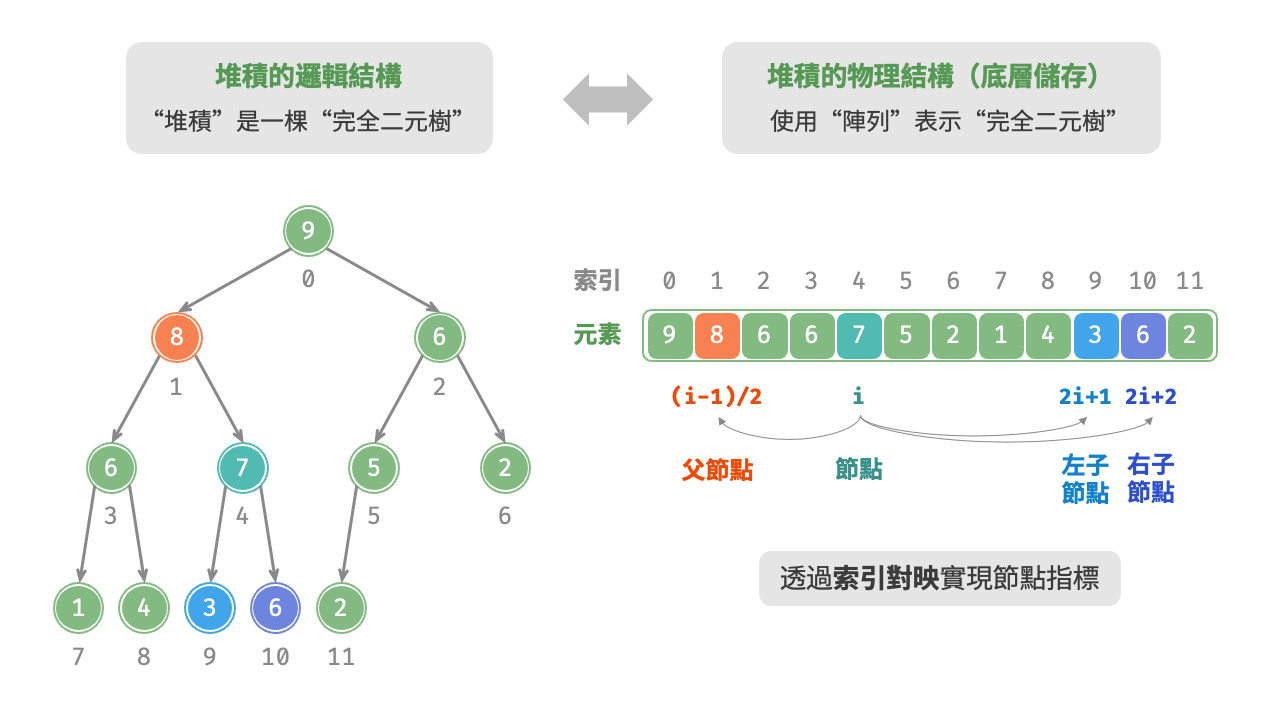 堆積的邏輯結構
“堆積”是一棵“完全二元樹”
堆積的物理結構（底層儲存）
使用“陣列”表示“完全二元樹”
9
0
8
6
1
2
6
7
5
2
3
4
5
6
1
4
3
6
2
7
8
9
10
11
索引 0 1 2 3 4 5 6 7 8 9 10 11
元素 9 8 6 6 7 5 2 1 4 3 6 2
(i-1)/2 i 2i+1 2i+2
父節點
節點
左子
節點
右子
節點
透過索引對映實現節點指標